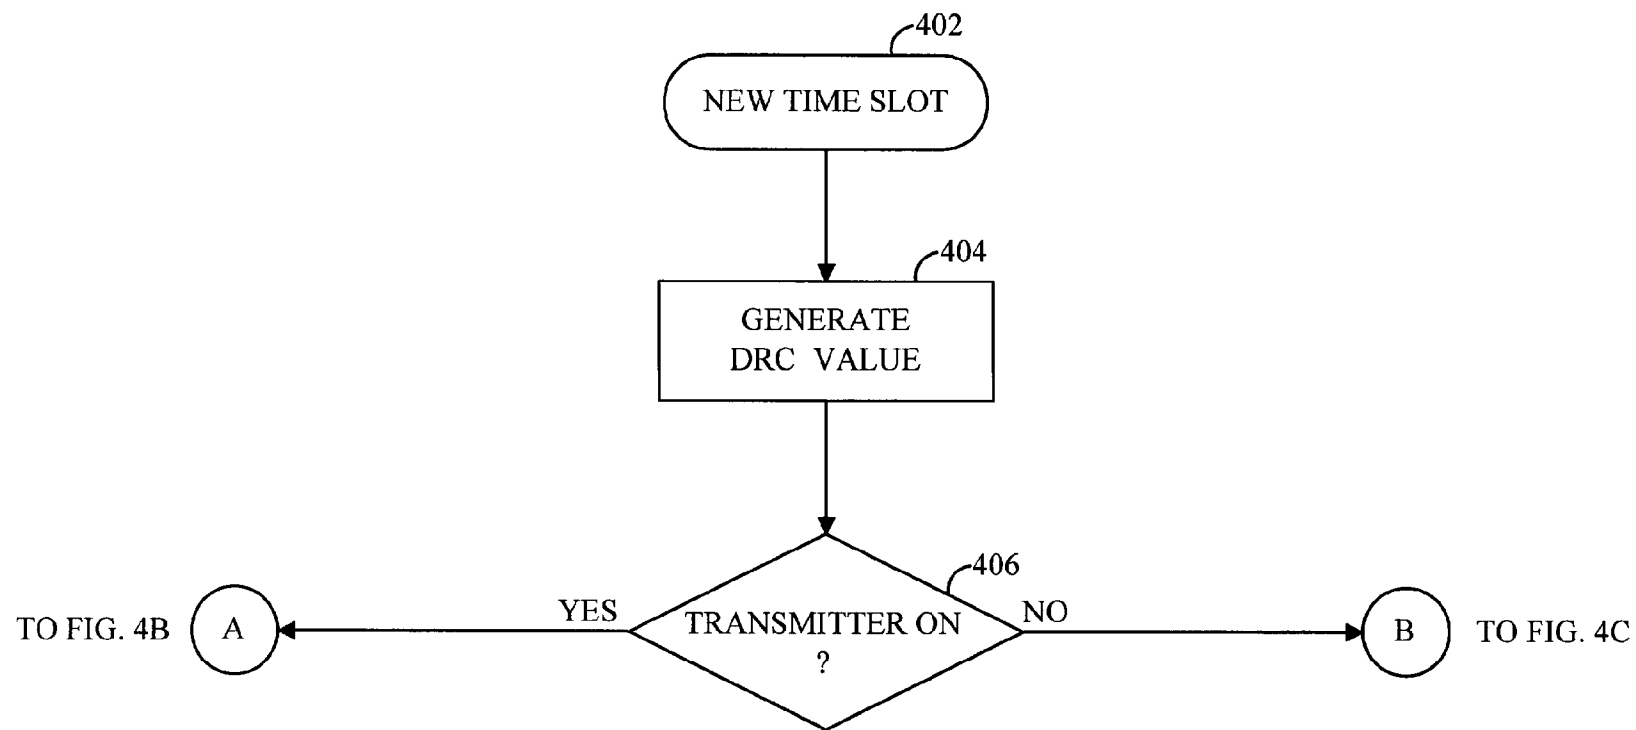 402
NEW TIME SLOT
404
GENERATE
DRC VALUE
406
YES
TRANSMITTER ON
?
NO
TO FIG. 4B
A
B
TO FIG. 4C